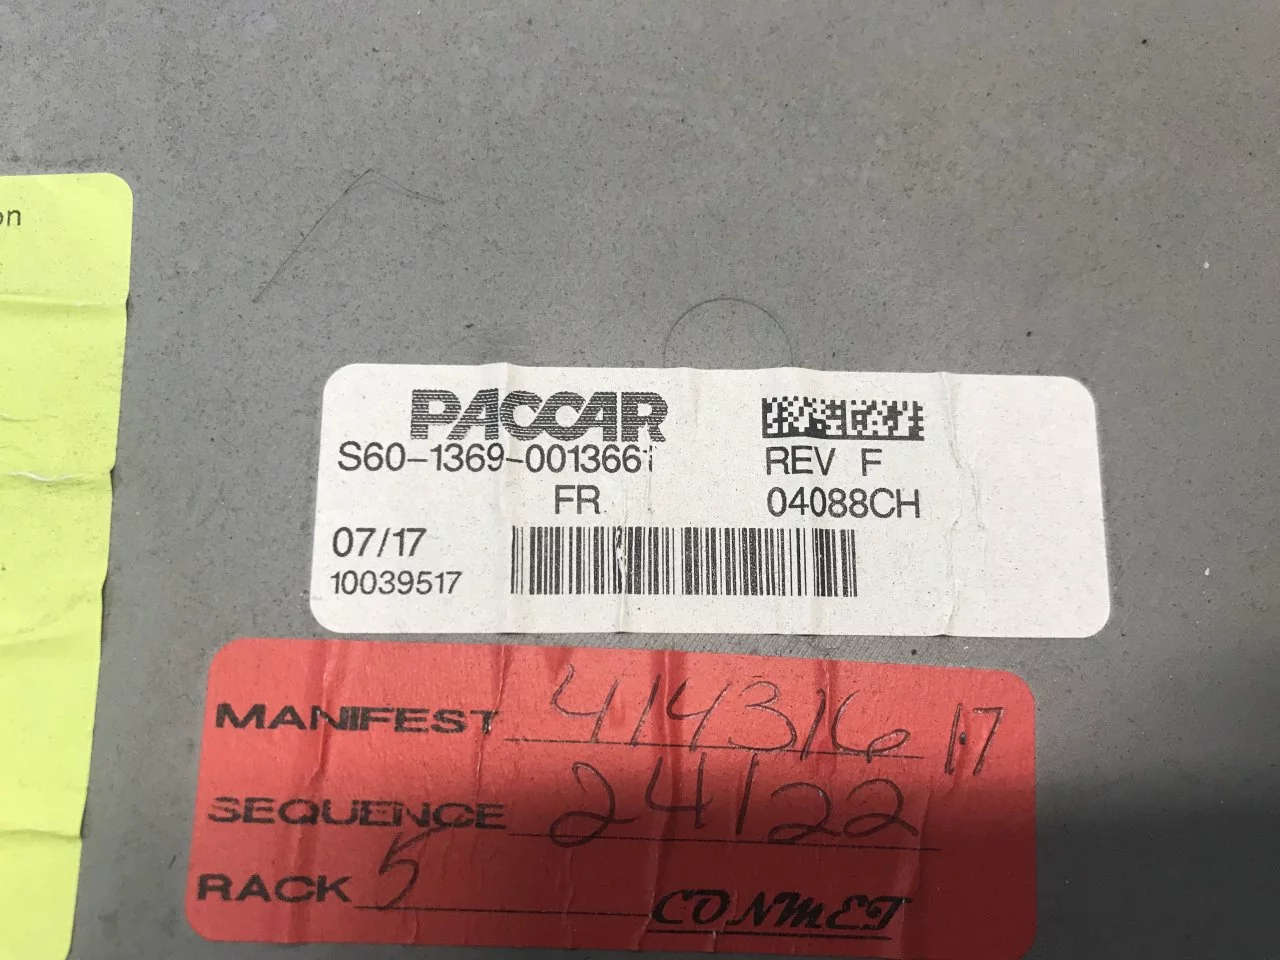 on
PACCAR
S60-1369-0013661
REV F
FR
04088CH
07/17
10039517
MANIFEST 414316 17
SEQUENCE 24122
RACK 5
CONMET